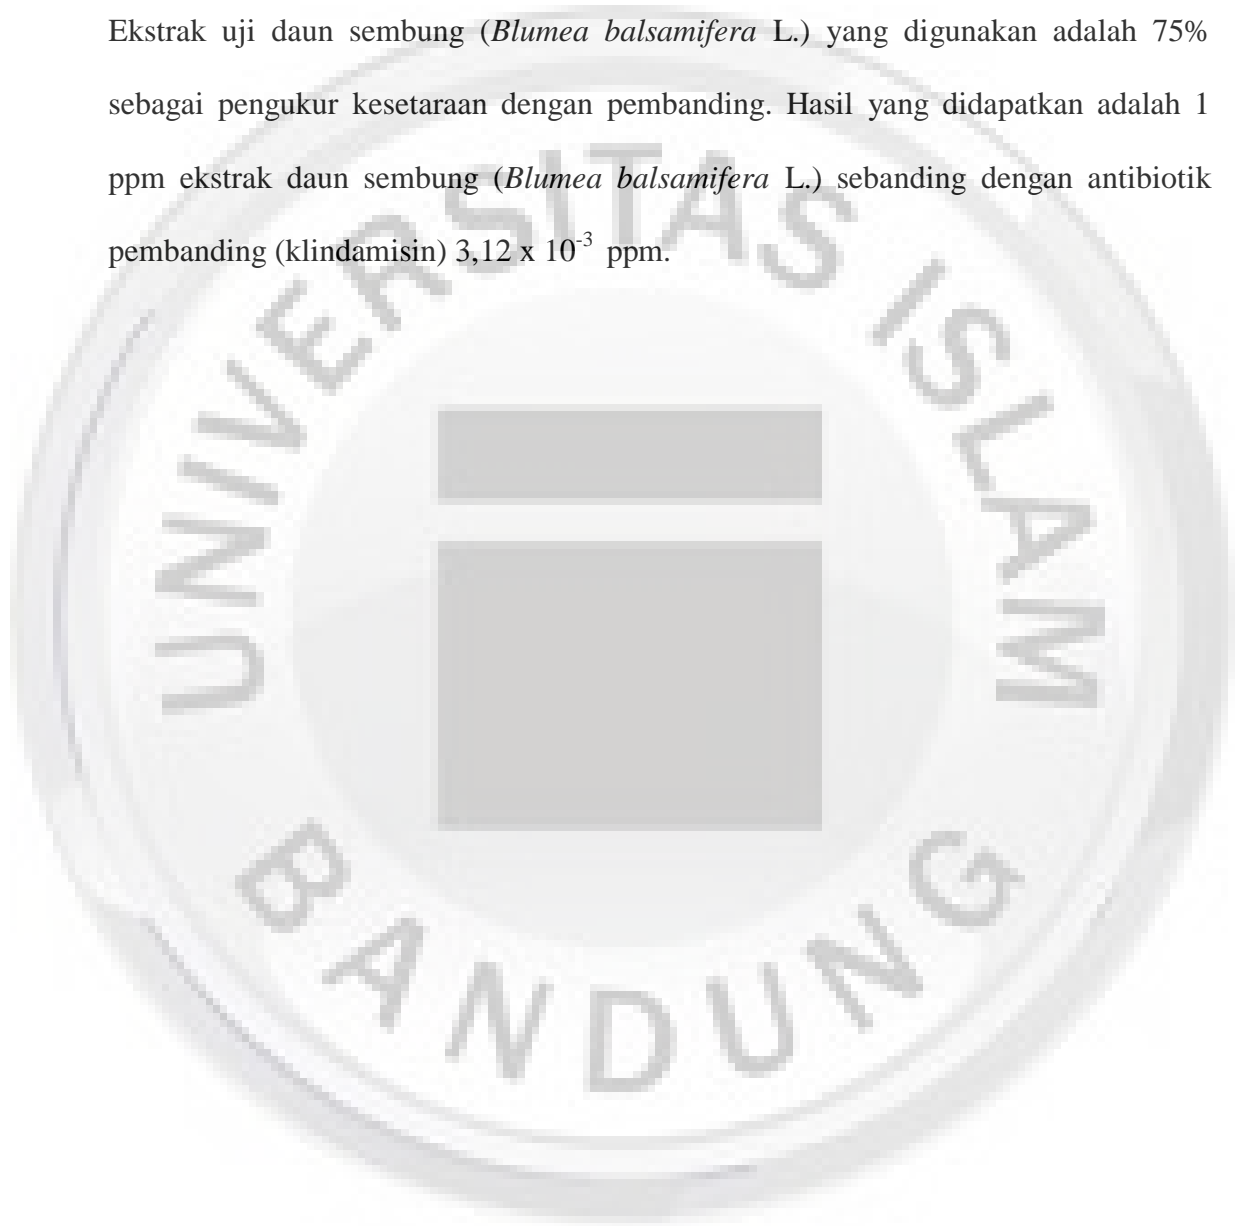 Ekstrak uji daun sembung (Blumea balsamifera L.) yang digunakan adalah 75%
sebagai pengukur kesetaraan dengan pembanding. Hasil yang didapatkan adalah 1
ppm ekstrak daun sembung (Blumea balsamifera L.) sebanding dengan antibiotik
pembanding (klindamisin) 3,12 x 10⁻³ ppm.
UNIVERSITAS ISLAM
BANDUNG